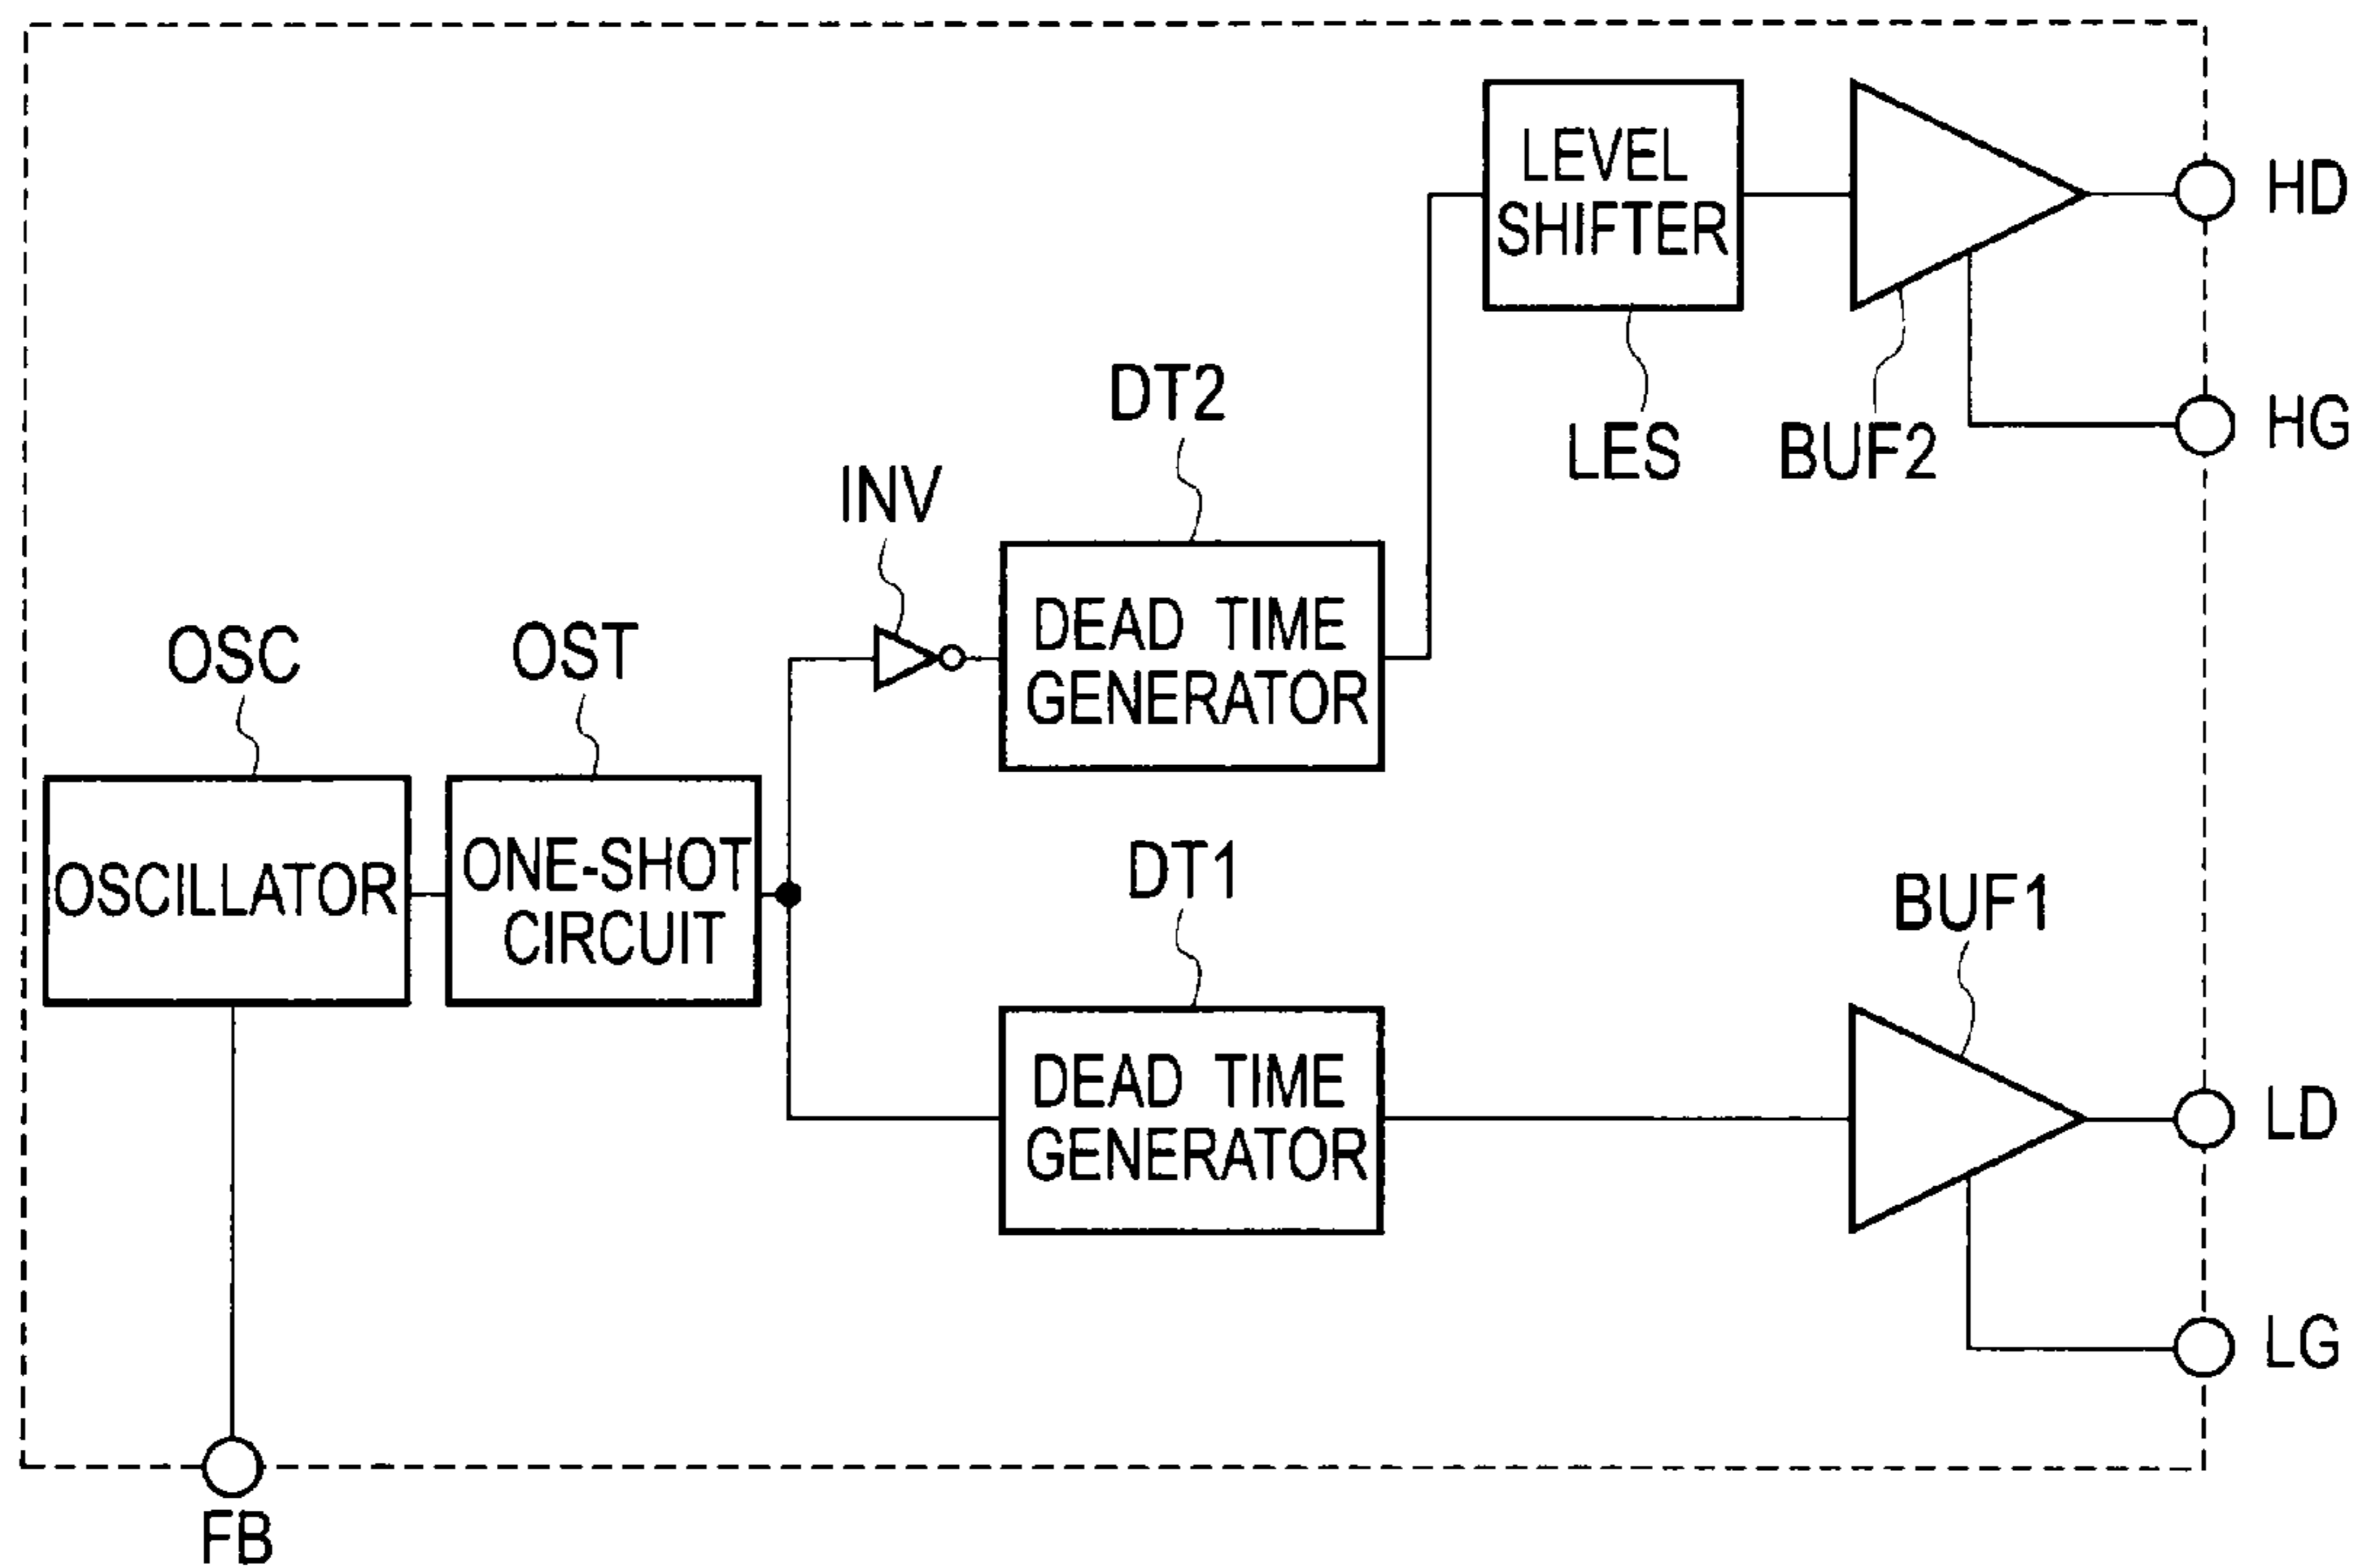 LEVEL
SHIFTER
HD
HG
LES
BUF2
DT2
INV
DEAD TIME
GENERATOR
OSC
OST
OSCILLATOR
ONE-SHOT
CIRCUIT
DT1
BUF1
DEAD TIME
GENERATOR
LD
LG
FB